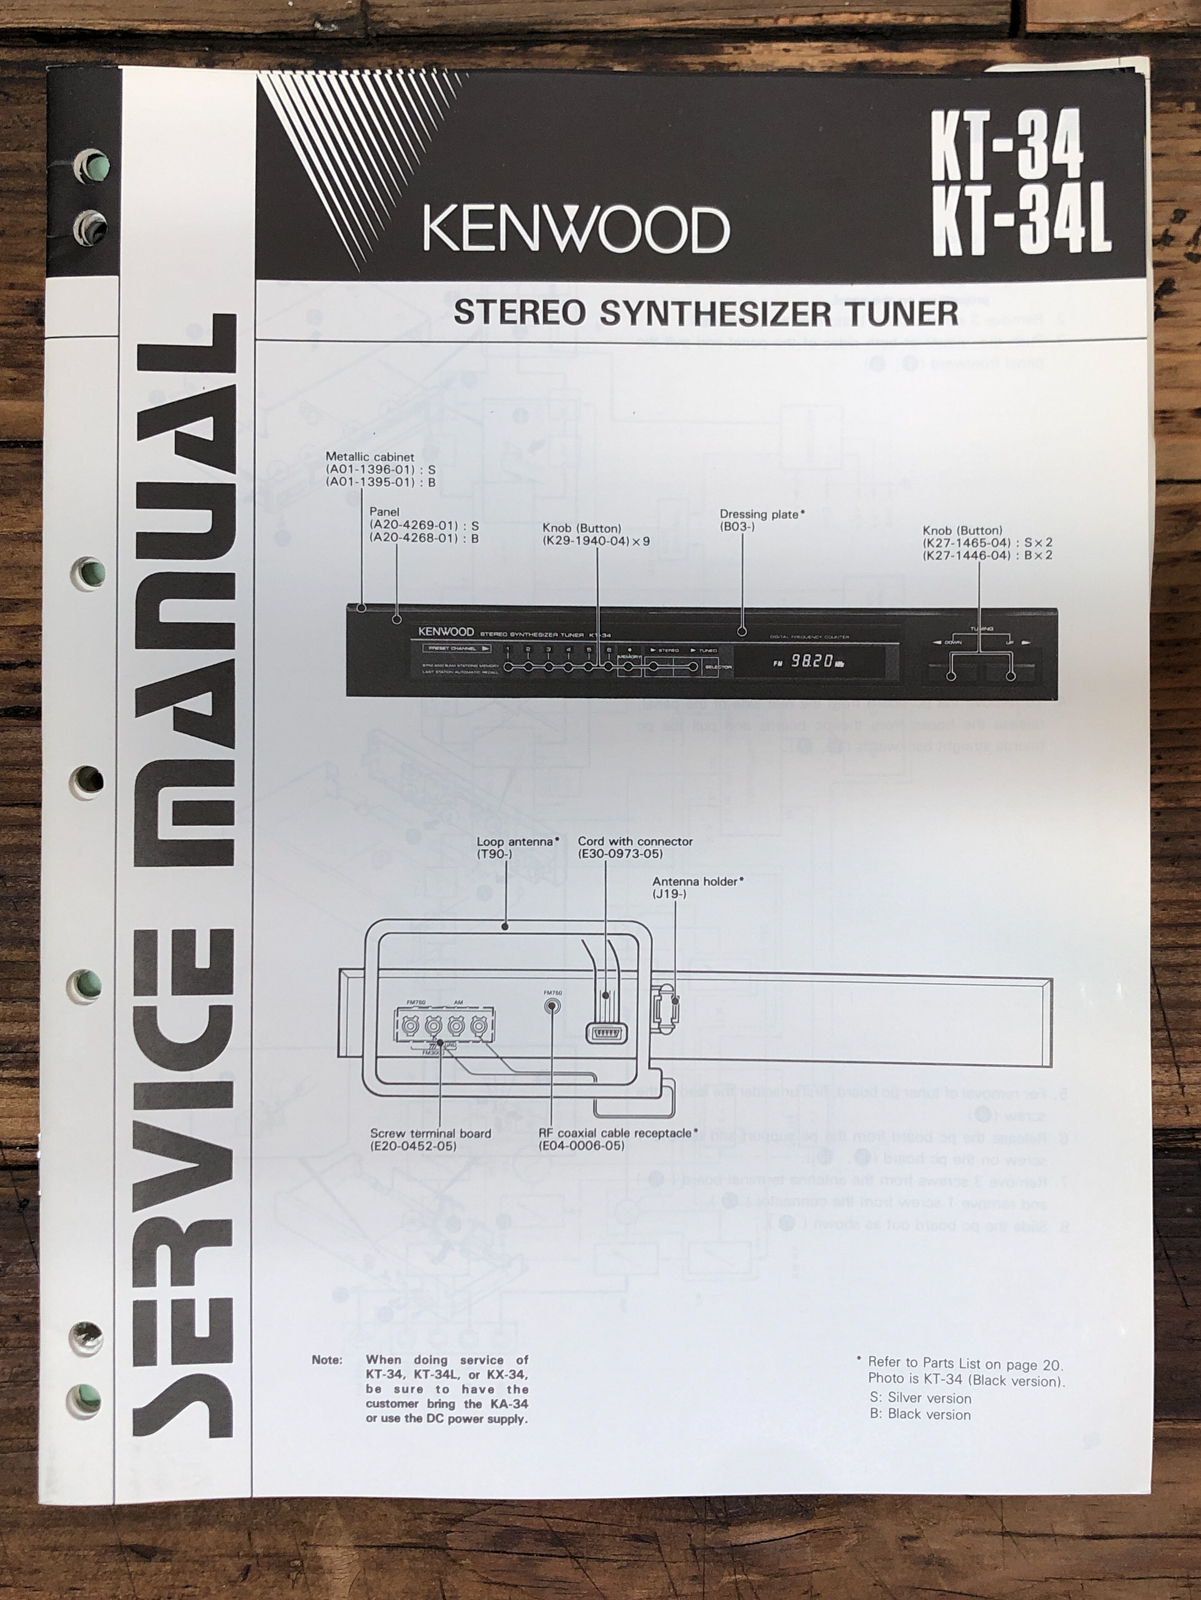 KENWOOD
KT-34
KT-34L
STEREO SYNTHESIZER TUNER
SERVICE MANUAL
Metallic cabinet
(A01-1396-01) : S
(A01-1395-01) : B
Panel
(A20-4269-01) : S
(A20-4268-01) : B
Knob (Button)
(K29-1940-04)×9
Dressing plate*
(B03-)
Knob (Button)
(K27-1465-04) : S×2
(K27-1446-04) : B×2
KENWOOD STEREO SYNTHESIZER TUNER KT-34
DIGITAL FREQUENCY COUNTER
TUNING
DOWN UP
PRESET CHANNEL
1 2 3 4 5 6
MEMORY
STEREO
TUNED
SELECTOR
LAST STATION AUTOMATIC RECALL
FM 98.20 MHz
Loop antenna*
(T90-)
Cord with connector
(E30-0973-05)
Antenna holder*
(J19-)
FM75Ω AM
FM75Ω
Screw terminal board
(E20-0452-05)
RF coaxial cable receptacle*
(E04-0006-05)
Note: When doing service of
KT-34, KT-34L, or KX-34,
be sure to have the
customer bring the KA-34
or use the DC power supply.
* Refer to Parts List on page 20.
Photo is KT-34 (Black version).
S: Silver version
B: Black version